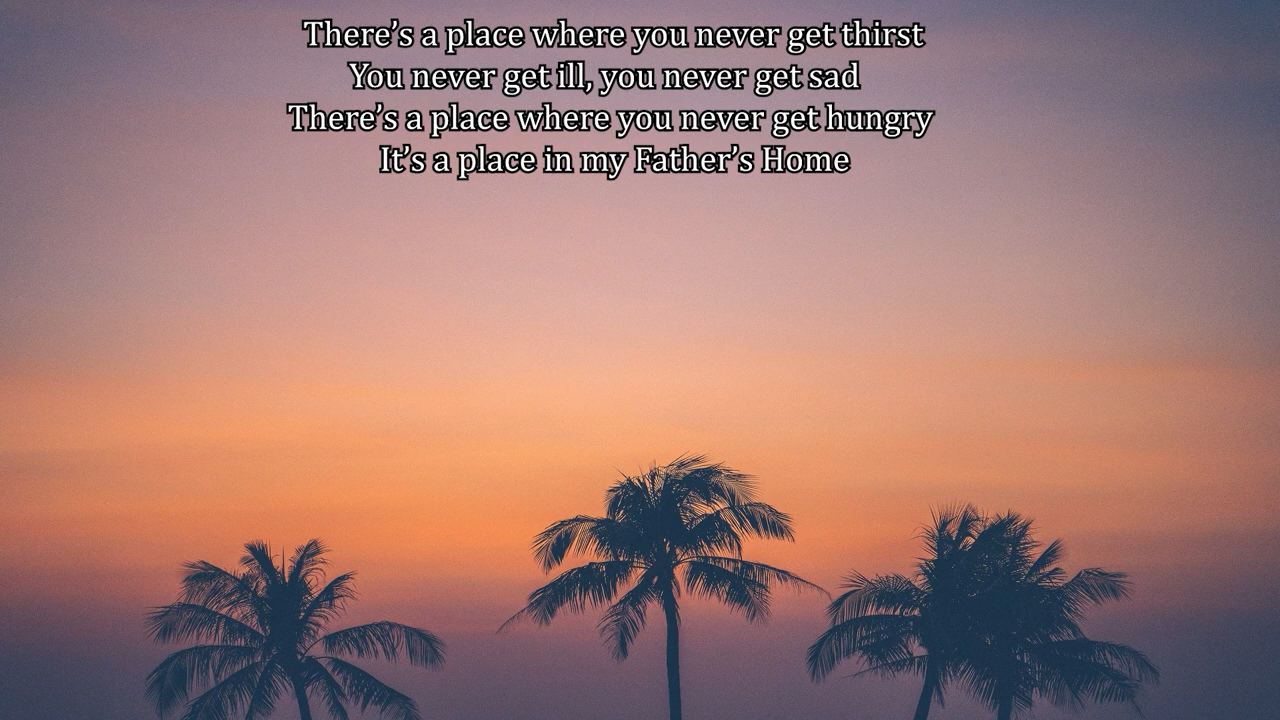 There’s a place where you never get thirst
You never get ill, you never get sad
There’s a place where you never get hungry
It’s a place in my Father’s Home